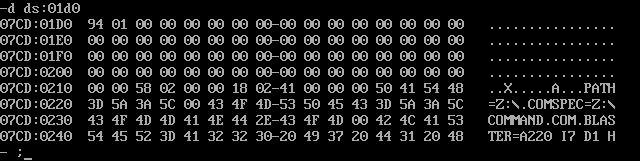 -d ds:01d0
07CD:01D0 94 01 00 00 00 00 00 00-00 00 00 00 00 00 00 00 ................
07CD:01E0 00 00 00 00 00 00 00 00-00 00 00 00 00 00 00 00 ................
07CD:01F0 00 00 00 00 00 00 00 00-00 00 00 00 00 00 00 00 ................
07CD:0200 00 00 00 00 00 00 00 00-00 00 00 00 00 00 00 00 ................
07CD:0210 00 00 58 02 00 00 18 02-41 00 00 00 50 41 54 48 ..X.....A...PATH
07CD:0220 3D 5A 3A 5C 00 43 4F 4D-53 50 45 43 3D 5A 3A 5C =Z:\.COMSPEC=Z:\
07CD:0230 43 4F 4D 4D 41 4E 44 2E-43 4F 4D 00 42 4C 41 53 COMMAND.COM.BLAS
07CD:0240 54 45 52 3D 41 32 32 30-20 49 37 20 44 31 20 48 TER=A220 I7 D1 H
- ;_